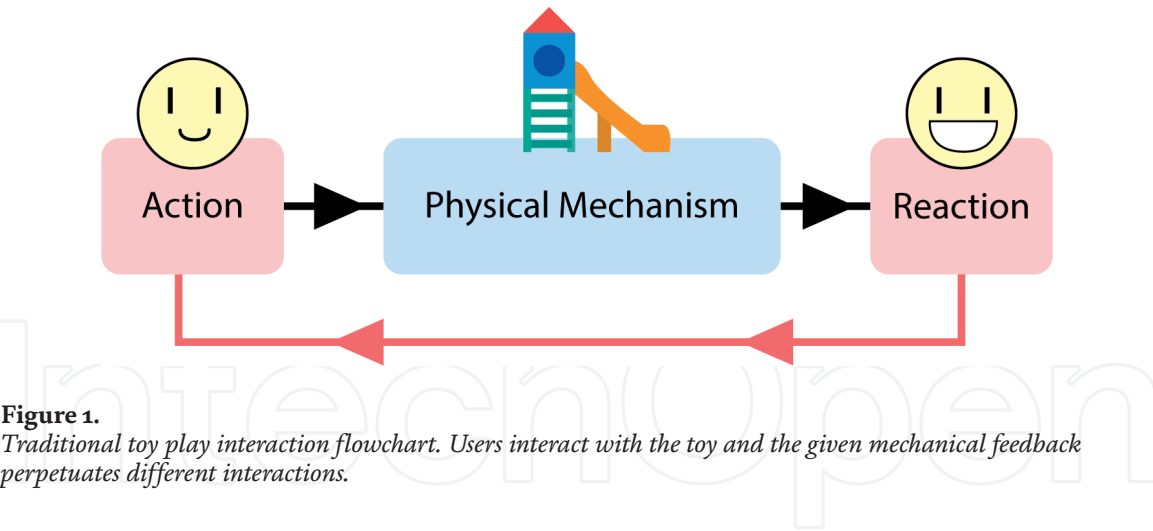 Action
Physical Mechanism
Reaction
IntechOpen
Figure 1.
Traditional toy play interaction flowchart. Users interact with the toy and the given mechanical feedback
perpetuates different interactions.